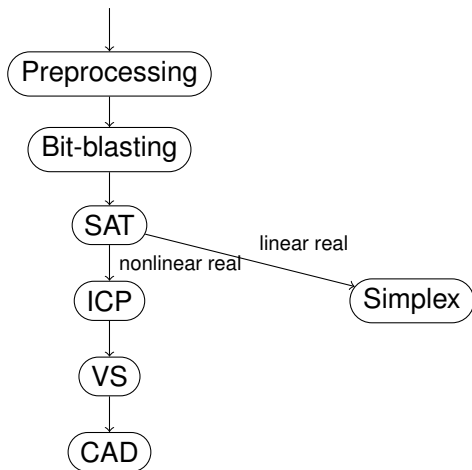 Preprocessing
Bit-blasting
SAT
linear real
nonlinear real
ICP
Simplex
VS
CAD